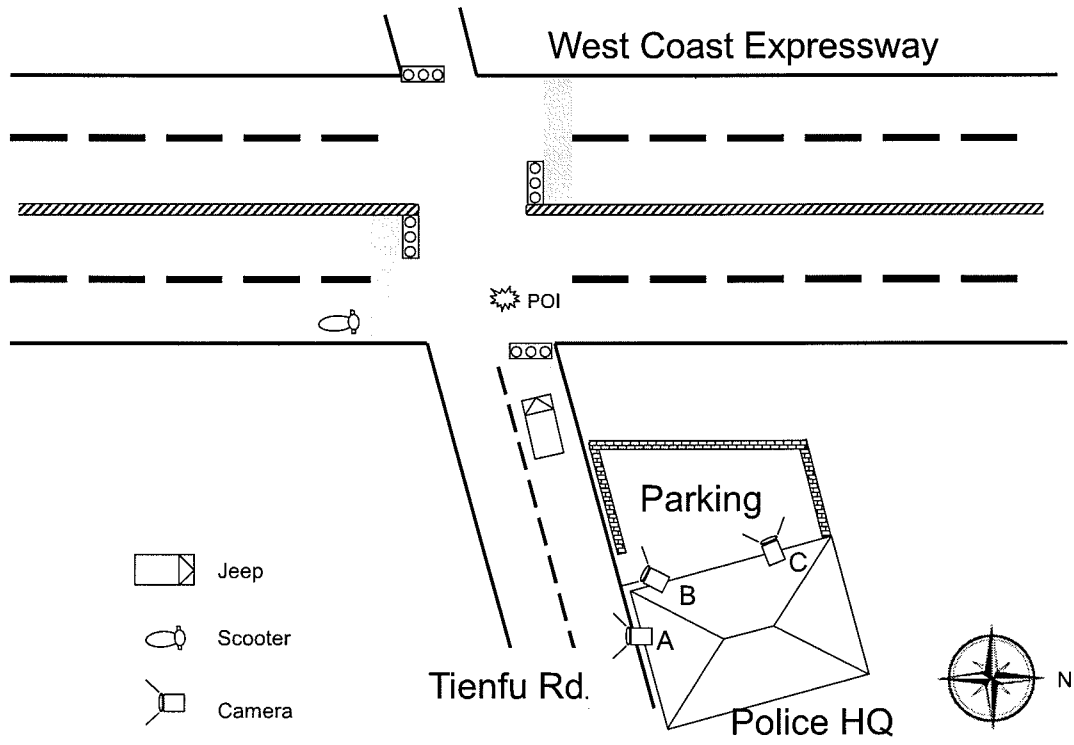 West Coast Expressway
POI
Parking
C
B
A
Jeep
Scooter
Camera
Tienfu Rd.
Police HQ
N